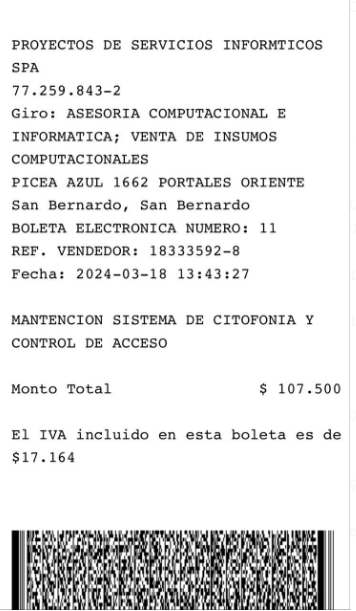 PROYECTOS DE SERVICIOS INFORMTICOS
SPA
77.259.843-2
Giro: ASESORIA COMPUTACIONAL E
INFORMATICA; VENTA DE INSUMOS
COMPUTACIONALES
PICEA AZUL 1662 PORTALES ORIENTE
San Bernardo, San Bernardo
BOLETA ELECTRONICA NUMERO: 11
REF. VENDEDOR: 18333592-8
Fecha: 2024-03-18 13:43:27
MANTENCION SISTEMA DE CITOFONIA Y
CONTROL DE ACCESO
Monto Total $ 107.500
El IVA incluido en esta boleta es de
$17.164